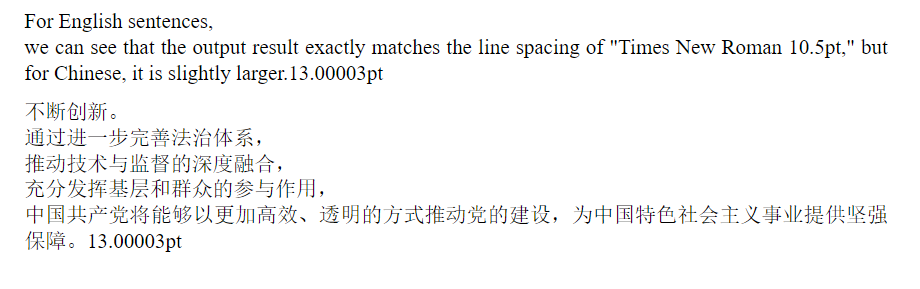 For English sentences,
we can see that the output result exactly matches the line spacing of "Times New Roman 10.5pt," but
for Chinese, it is slightly larger.13.00003pt
不断创新。
通过进一步完善法治体系，
推动技术与监督的深度融合，
充分发挥基层和群众的参与作用，
中国共产党将能够以更加高效、透明的方式推动党的建设，为中国特色社会主义事业提供坚强
保障。13.00003pt